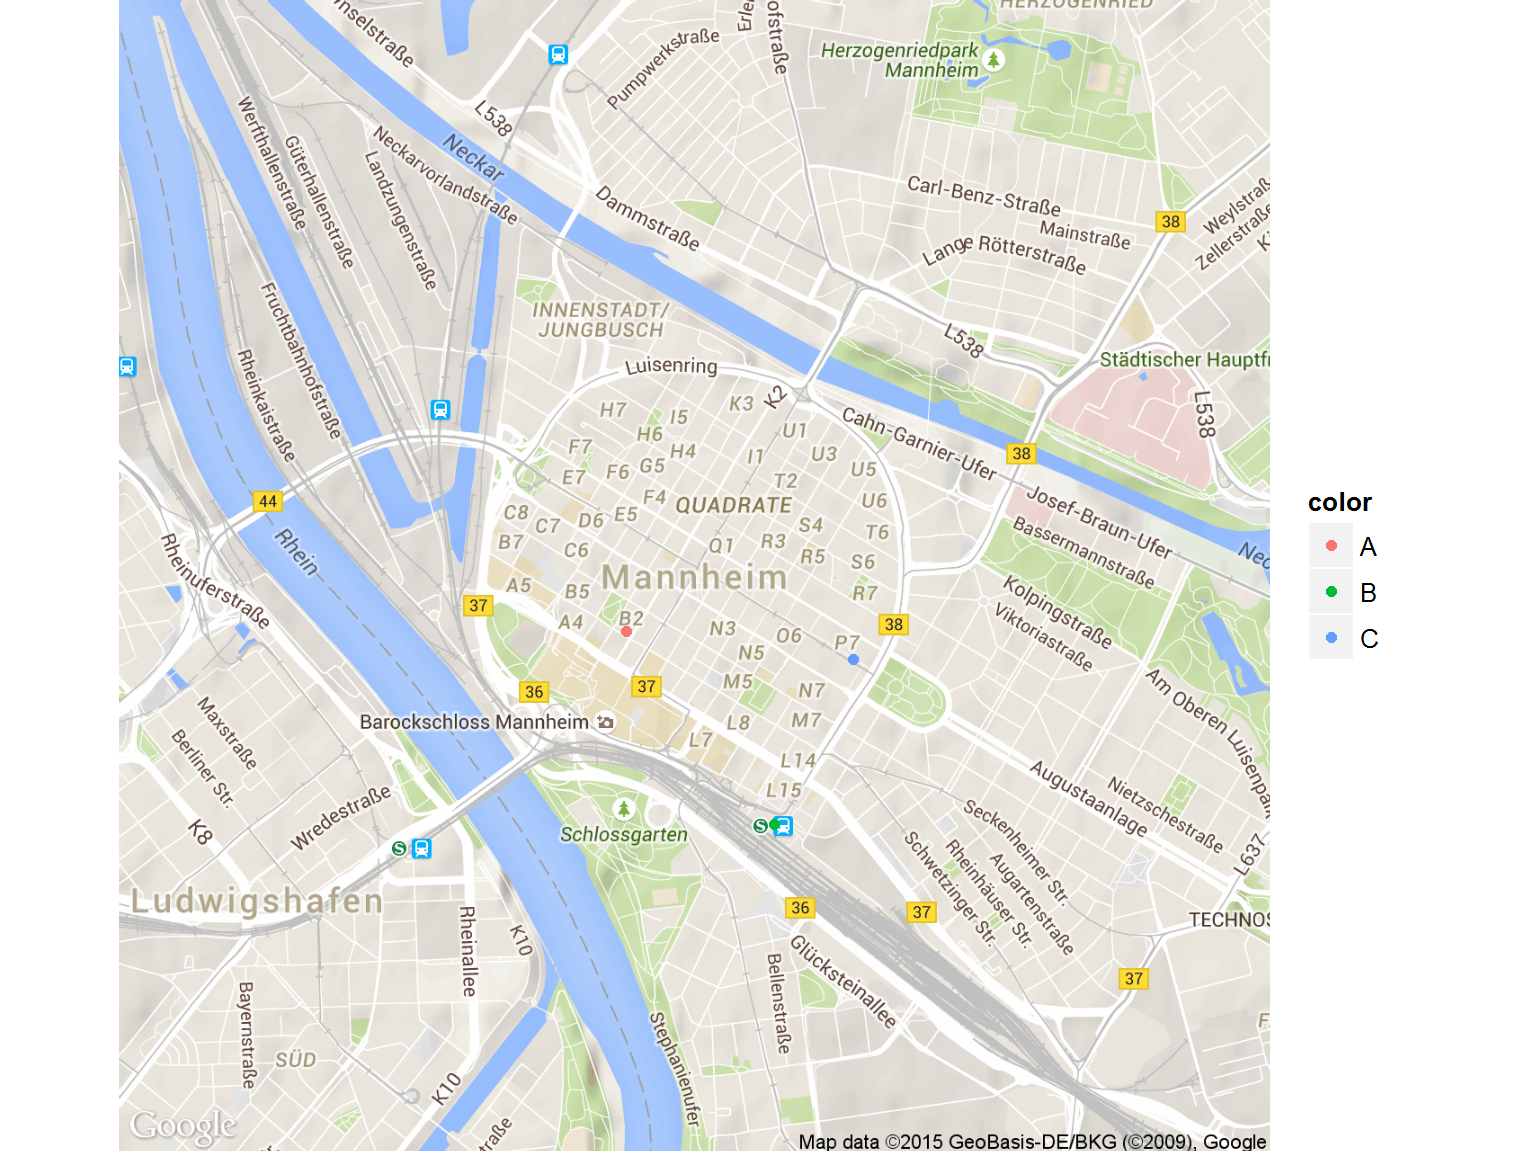 HERZOGENRIED
Inselstraße
ofstraße
Pumpwerkstraße
Herzogenriedpark
Mannheim
L538
Werfthallenstraße
Güterhallenstraße
Neckarvorlandstraße
Landzungenstraße
Neckar
Dammstraße
Carl-Benz-Straße
Mainstraße
Lange Rötterstraße
38
Weylstraße
Zellerstraße
INNENSTADT/
JUNGBUSCH
Fruchtbahnhofstraße
Rheinkaistraße
Luisenring
L538
Städtischer Hauptfr
L538
K2
K3
H7
I5
H6
H4
U1
U3
I1
U5
Cahn-Garnier-Ufer
38
F7
F6
G5
E7
T2
F4
QUADRATE
U6
Josef-Braun-Ufer
Bassermannstraße
44
Rhein
C8
C7
D6
E5
S4
T6
B7
C6
Q1
R3
R5
S6
Nec
Rheinuferstraße
Mannheim
A5
B5
R7
37
Kolpingstraße
Viktoriastraße
A4
B2
N3
O6
P7
38
N5
36
37
M5
N7
Am Oberen Luisenpark
Barockschloss Mannheim
L8
M7
L7
L14
L15
Maxstraße
Berliner Str.
K8
Wredestraße
Schlossgarten
S
S
Augustaanlage
Nietzschestraße
Seckenheimer Str.
Augartenstraße
Rheinhäuser Str.
Schwetzinger Str.
L637
Ludwigshafen
36
37
TECHNOS
Rheinallee
K10
Glücksteinallee
Bellenstraße
37
Bayernstraße
SÜD
K10
Stephanienufer
straße
Google
Map data ©2015 GeoBasis-DE/BKG (©2009), Google
color
A
B
C